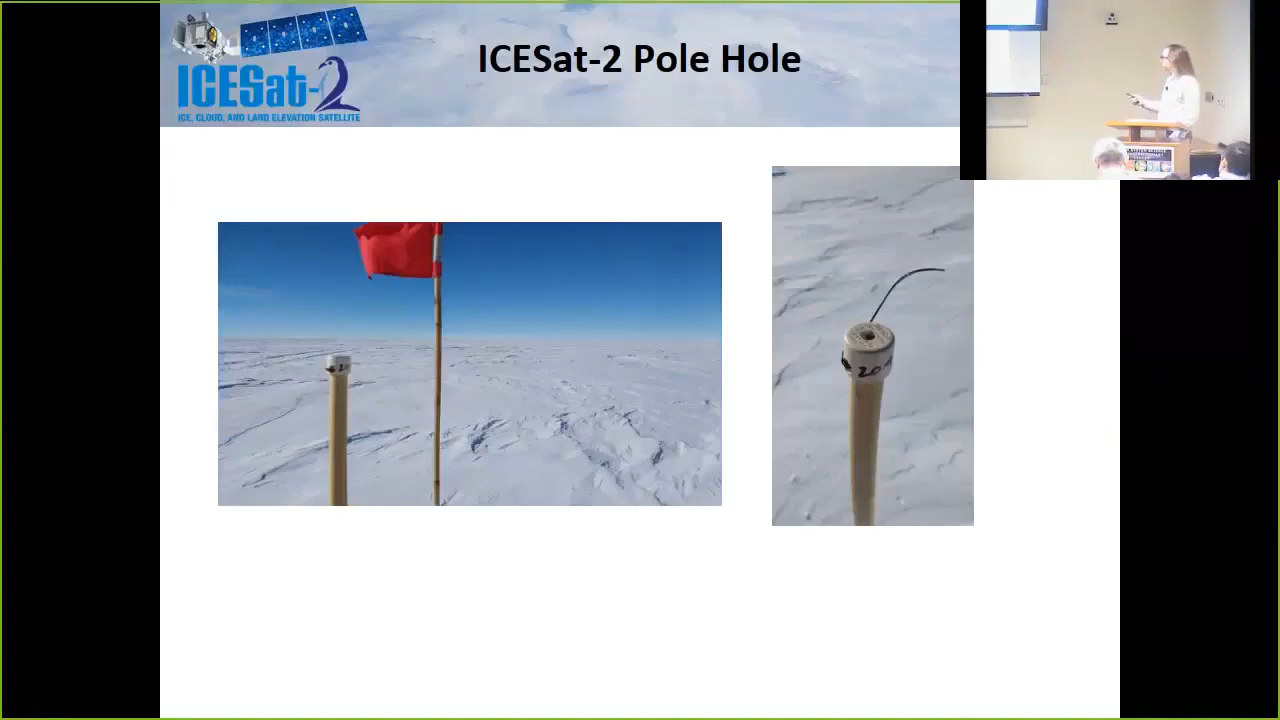 ICESat-2 Pole Hole
ICESat-2
ICE, CLOUD, AND LAND ELEVATION SATELLITE